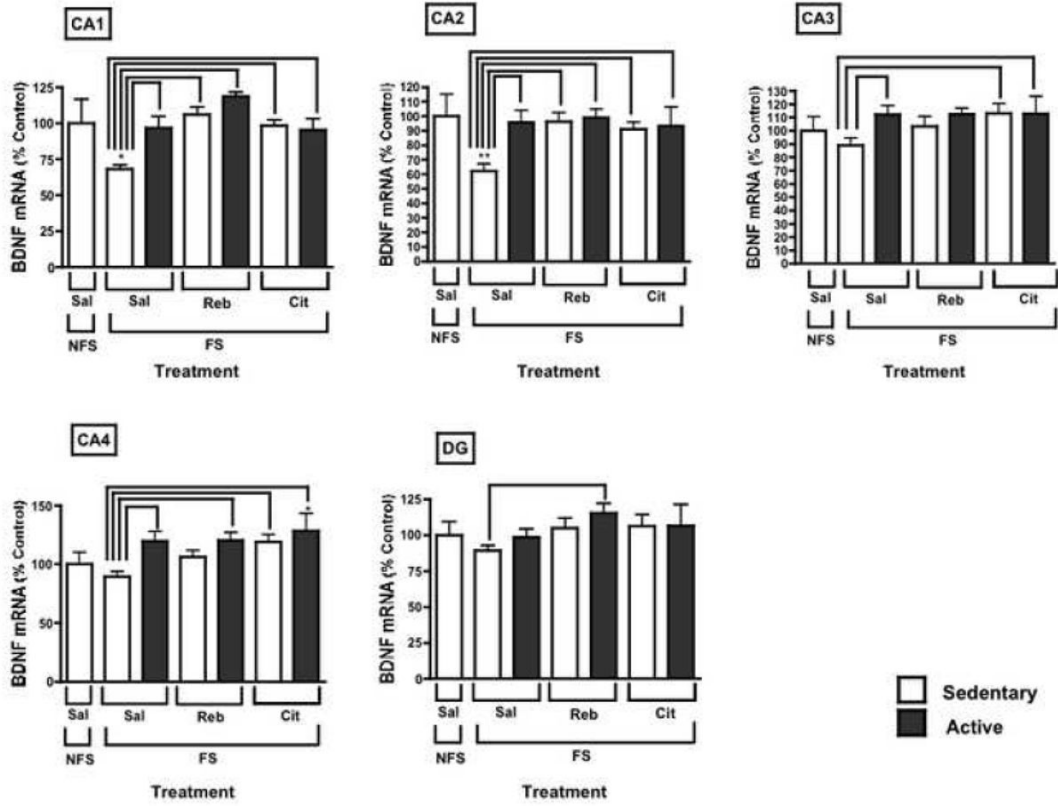 CA1
BDNF mRNA (% Control)
125
100
75
50
25
0
*
Sal Sal Reb Cit
NFS FS
Treatment
CA2
BDNF mRNA (% Control)
120
110
100
90
80
70
60
50
40
30
20
10
0
**
Sal Sal Reb Cit
NFS FS
Treatment
CA3
BDNF mRNA (% Control)
130
120
110
100
90
80
70
60
50
40
30
20
10
0
Sal Sal Reb Cit
NFS FS
Treatment
CA4
BDNF mRNA (% Control)
150
100
50
0
*
Sal Sal Reb Cit
NFS FS
Treatment
DG
BDNF mRNA (% Control)
125
100
75
50
25
0
Sal Sal Reb Cit
NFS FS
Treatment
Sedentary
Active